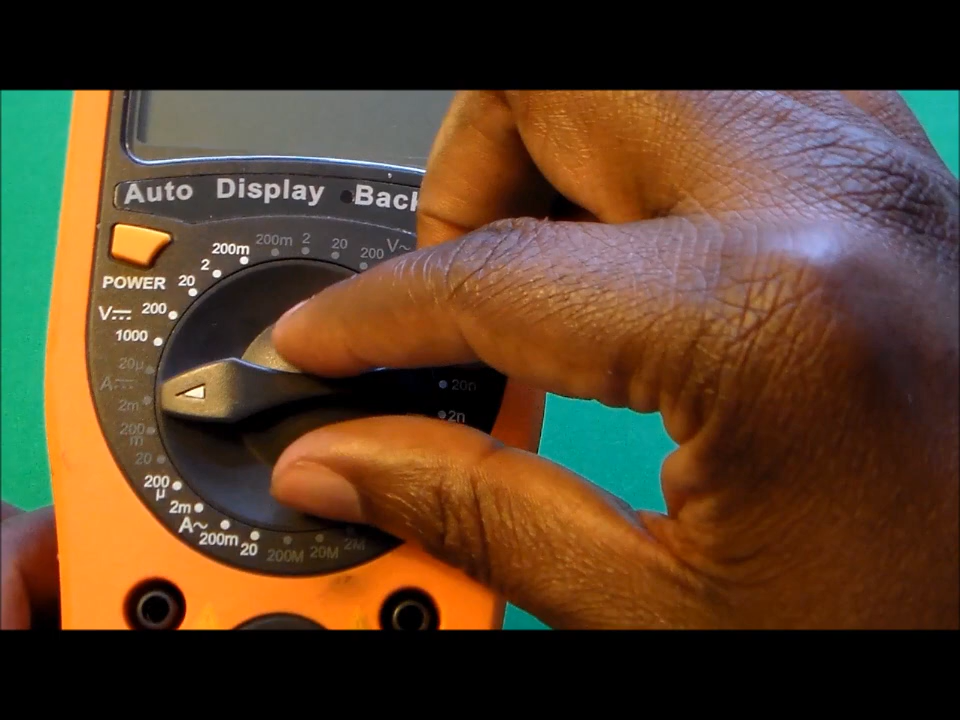 Auto Display Back
POWER
200m 200m 2 20 200 V~
2
20
V⎓ 200
1000
20μ
A⎓
2m
200
m
20
200
μ
2m
A~
200m 20 200M 20M 2M
20n
2n